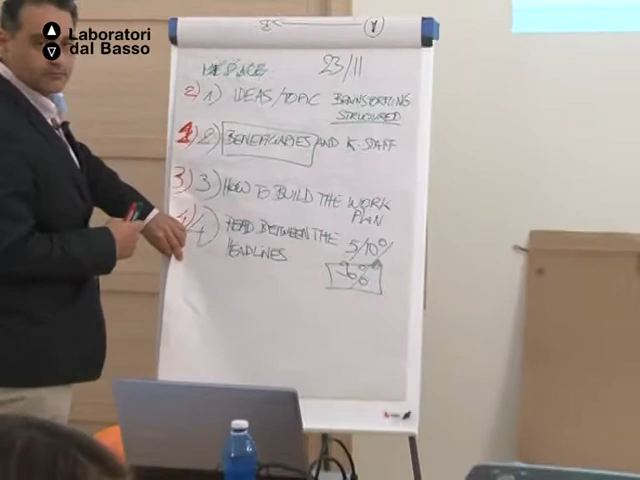 Laboratori
dal Basso
Y
23/11
2) 1) IDEAS/TOPIC BRAINSTORMING
STRUCTURED
1) 2) BENEFICIARIES AND K. STAFF
3) 3) HOW TO BUILD THE WORK
PLAN
4) 4) READ BETWEEN THE
HEADLINES
5/10%